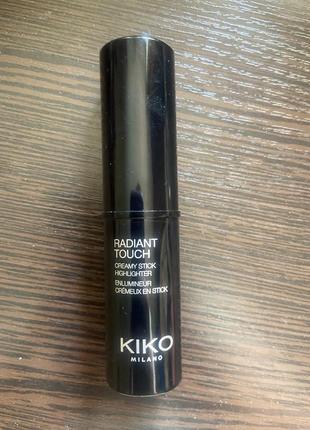 RADIANT
TOUCH
CREAMY STICK
HIGHLIGHTER
ENLUMINEUR
CRÉMEUX EN STICK
KIKO
MILANO